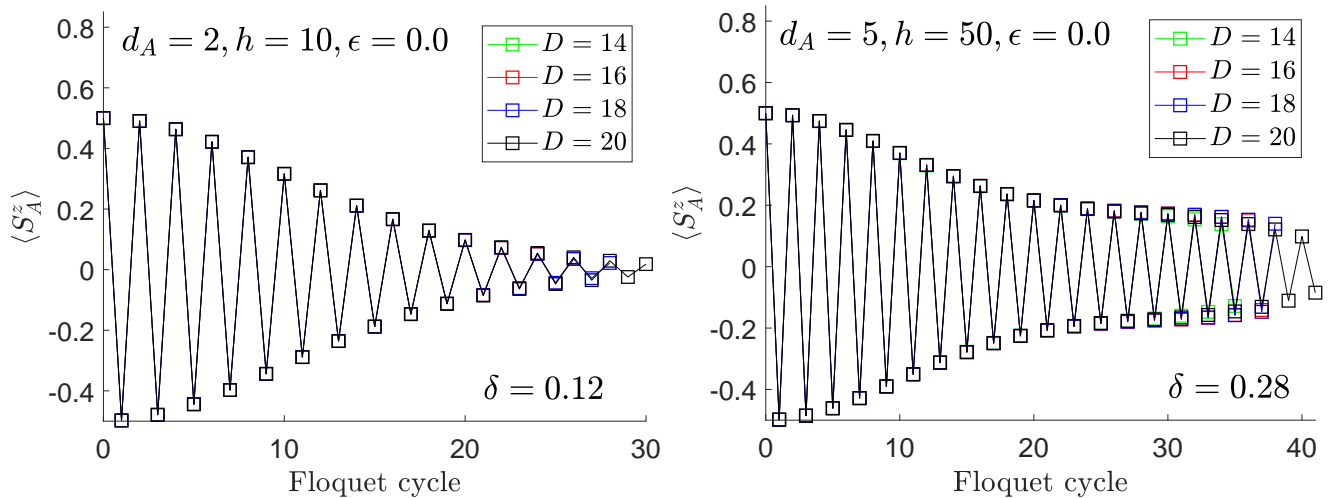 d_A = 2, h = 10, ϵ = 0.0
D = 14
D = 16
D = 18
D = 20
δ = 0.12
0.8
0.6
0.4
0.2
0
-0.2
-0.4
⟨S^z_A⟩
0 10 20 30
Floquet cycle
d_A = 5, h = 50, ϵ = 0.0
D = 14
D = 16
D = 18
D = 20
δ = 0.28
0.8
0.6
0.4
0.2
0
-0.2
-0.4
⟨S^z_A⟩
0 10 20 30 40
Floquet cycle